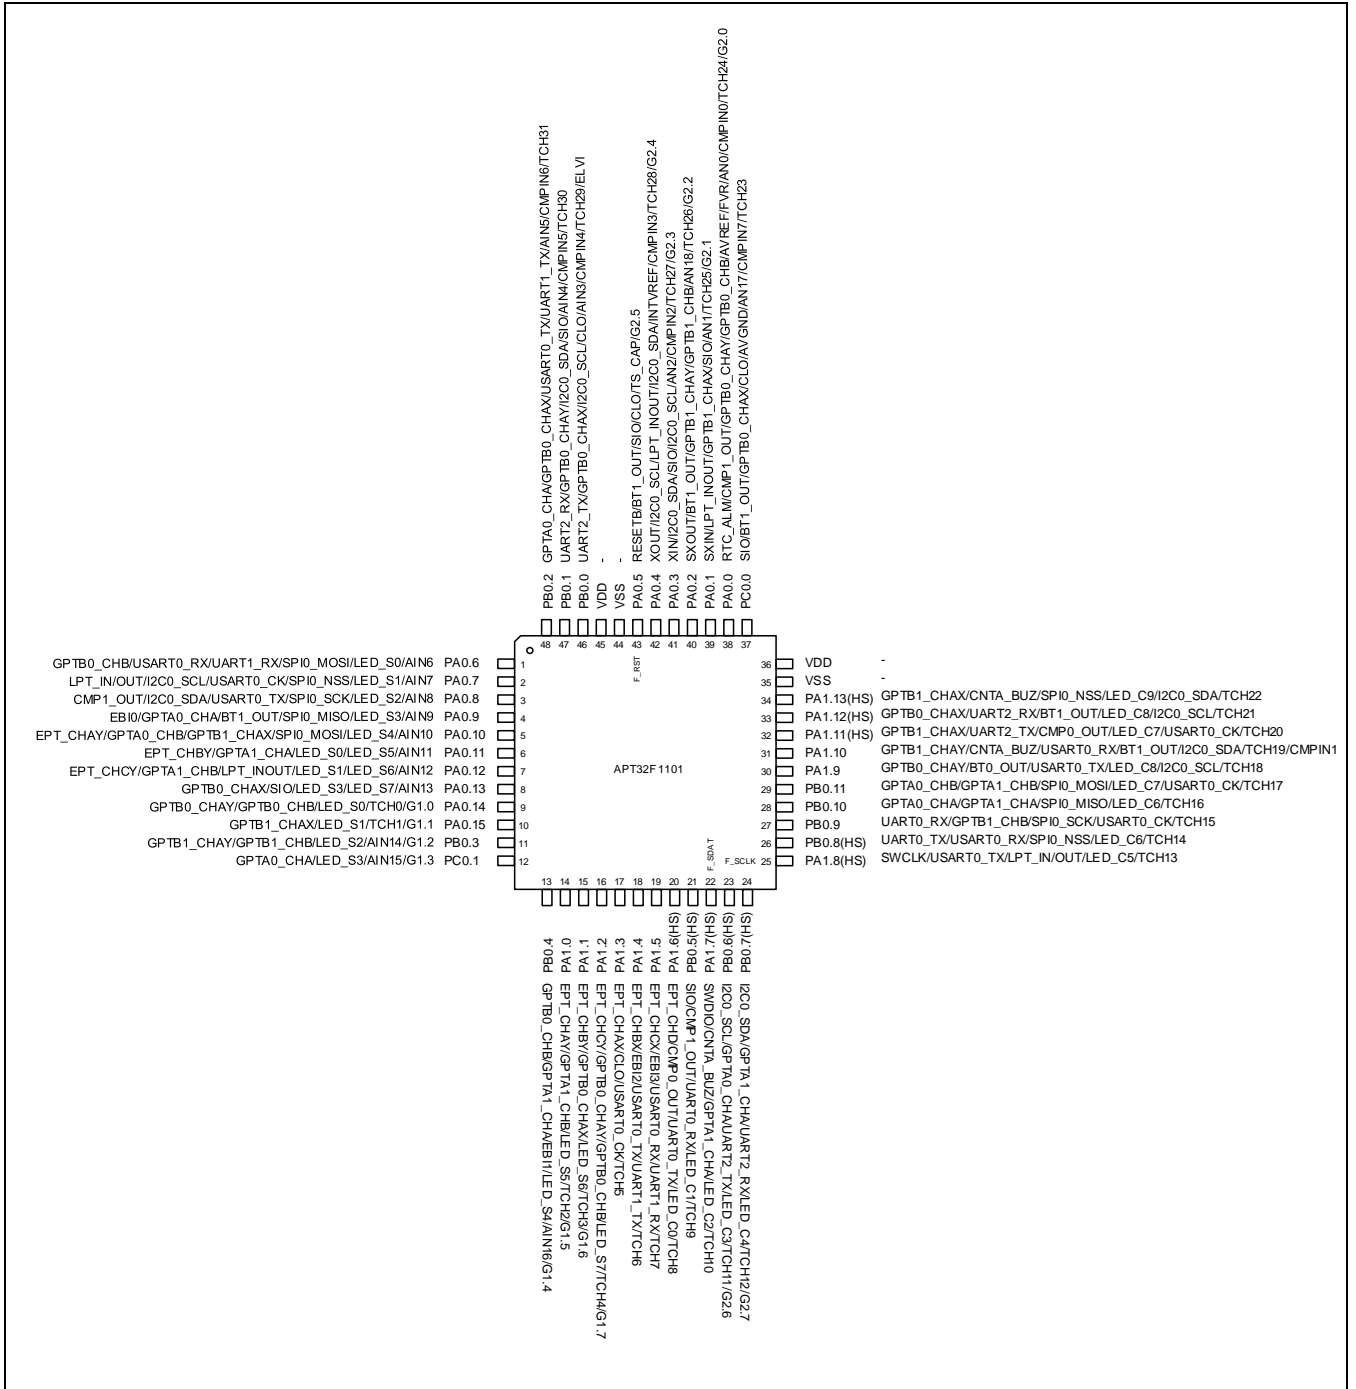 PB0.2 GPTA0_CHA/GPTB0_CHAX/USART0_TX/UART1_TX/AIN5/CMPIN6/TCH31
PB0.1 UART2_RX/GPTB0_CHAY/I2C0_SDA/SIO/AIN4/CMPIN5/TCH30
PB0.0 UART2_TX/GPTB0_CHAX/I2C0_SCL/CLO/AIN3/CMPIN4/TCH29/ELVI
VDD -
VSS -
PA0.5 RESETB/BT1_OUT/SIO/CLO/TS_CAP/G2.5
PA0.4 XOUT/I2C0_SCL/LPT_INOUT/I2C0_SDA/INTVREF/CMPIN3/TCH28/G2.4
PA0.3 XIN/I2C0_SDA/SIO/I2C0_SCL/AN2/CMPIN2/TCH27/G2.3
PA0.2 SXOUT/BT1_OUT/GPTB1_CHAY/GPTB1_CHB/AN18/TCH26/G2.2
PA0.1 SXIN/LPT_INOUT/GPTB1_CHAX/SIO/AN1/TCH25/G2.1
PA0.0 RTC_ALM/CMP1_OUT/GPTB0_CHAY/GPTB0_CHB/AVREF/FVR/AN0/CMPIN0/TCH24/G2.0
PC0.0 SIO/BT1_OUT/GPTB0_CHAX/CLO/AVGND/AN17/CMPIN7/TCH23
48 47 46 45 44 43 42 41 40 39 38 37
F_RST
GPTB0_CHB/USART0_RX/UART1_RX/SPI0_MOSI/LED_S0/AIN6 PA0.6 1
LPT_IN/OUT/I2C0_SCL/USART0_CK/SPI0_NSS/LED_S1/AIN7 PA0.7 2
CMP1_OUT/I2C0_SDA/USART0_TX/SPI0_SCK/LED_S2/AIN8 PA0.8 3
EBI0/GPTA0_CHA/BT1_OUT/SPI0_MISO/LED_S3/AIN9 PA0.9 4
EPT_CHAY/GPTA0_CHB/GPTB1_CHAX/SPI0_MOSI/LED_S4/AIN10 PA0.10 5
EPT_CHBY/GPTA1_CHA/LED_S0/LED_S5/AIN11 PA0.11 6
EPT_CHCY/GPTA1_CHB/LPT_INOUT/LED_S1/LED_S6/AIN12 PA0.12 7
GPTB0_CHAX/SIO/LED_S3/LED_S7/AIN13 PA0.13 8
GPTB0_CHAY/GPTB0_CHB/LED_S0/TCH0/G1.0 PA0.14 9
GPTB1_CHAX/LED_S1/TCH1/G1.1 PA0.15 10
GPTB1_CHAY/GPTB1_CHB/LED_S2/AIN14/G1.2 PB0.3 11
GPTA0_CHA/LED_S3/AIN15/G1.3 PC0.1 12
APT32F1101
36 VDD -
35 VSS -
34 PA1.13(HS) GPTB1_CHAX/CNTA_BUZ/SPI0_NSS/LED_C9/I2C0_SDA/TCH22
33 PA1.12(HS) GPTB0_CHAX/UART2_RX/BT1_OUT/LED_C8/I2C0_SCL/TCH21
32 PA1.11(HS) GPTB1_CHAX/UART2_TX/CMP0_OUT/LED_C7/USART0_CK/TCH20
31 PA1.10 GPTB1_CHAY/CNTA_BUZ/USART0_RX/BT1_OUT/I2C0_SDA/TCH19/CMPIN1
30 PA1.9 GPTB0_CHAY/BT0_OUT/USART0_TX/LED_C8/I2C0_SCL/TCH18
29 PB0.11 GPTA0_CHB/GPTA1_CHB/SPI0_MOSI/LED_C7/USART0_CK/TCH17
28 PB0.10 GPTA0_CHA/GPTA1_CHA/SPI0_MISO/LED_C6/TCH16
27 PB0.9 UART0_RX/GPTB1_CHB/SPI0_SCK/USART0_CK/TCH15
26 PB0.8(HS) UART0_TX/USART0_RX/SPI0_NSS/LED_C6/TCH14
F_SCLK 25 PA1.8(HS) SWCLK/USART0_TX/LPT_IN/OUT/LED_C5/TCH13
F_SDAT
13 14 15 16 17 18 19 20 21 22 23 24
PB0.4 GPTB0_CHB/GPTA1_CHA/EBI1/LED_S4/AIN16/G1.4
PA1.0 EPT_CHAY/GPTA1_CHB/LED_S5/TCH2/G1.5
PA1.1 EPT_CHBY/GPTB0_CHAX/LED_S6/TCH3/G1.6
PA1.2 EPT_CHCY/GPTB0_CHAY/GPTB0_CHB/LED_S7/TCH4/G1.7
PA1.3 EPT_CHAX/CLO/USART0_CK/TCH5
PA1.4 EPT_CHBX/EBI2/USART0_TX/UART1_TX/TCH6
PA1.5 EPT_CHCX/EBI3/USART0_RX/UART1_RX/TCH7
PA1.6(HS) EPT_CHD/CMP0_OUT/UART0_TX/LED_C0/TCH8
PB0.5(HS) SIO/CMP1_OUT/UART0_RX/LED_C1/TCH9
PA1.7(HS) SWDIO/CNTA_BUZ/GPTA1_CHA/LED_C2/TCH10
PB0.6(HS) I2C0_SCL/GPTA0_CHA/UART2_TX/LED_C3/TCH11/G2.6
PB0.7(HS) I2C0_SDA/GPTA1_CHA/UART2_RX/LED_C4/TCH12/G2.7